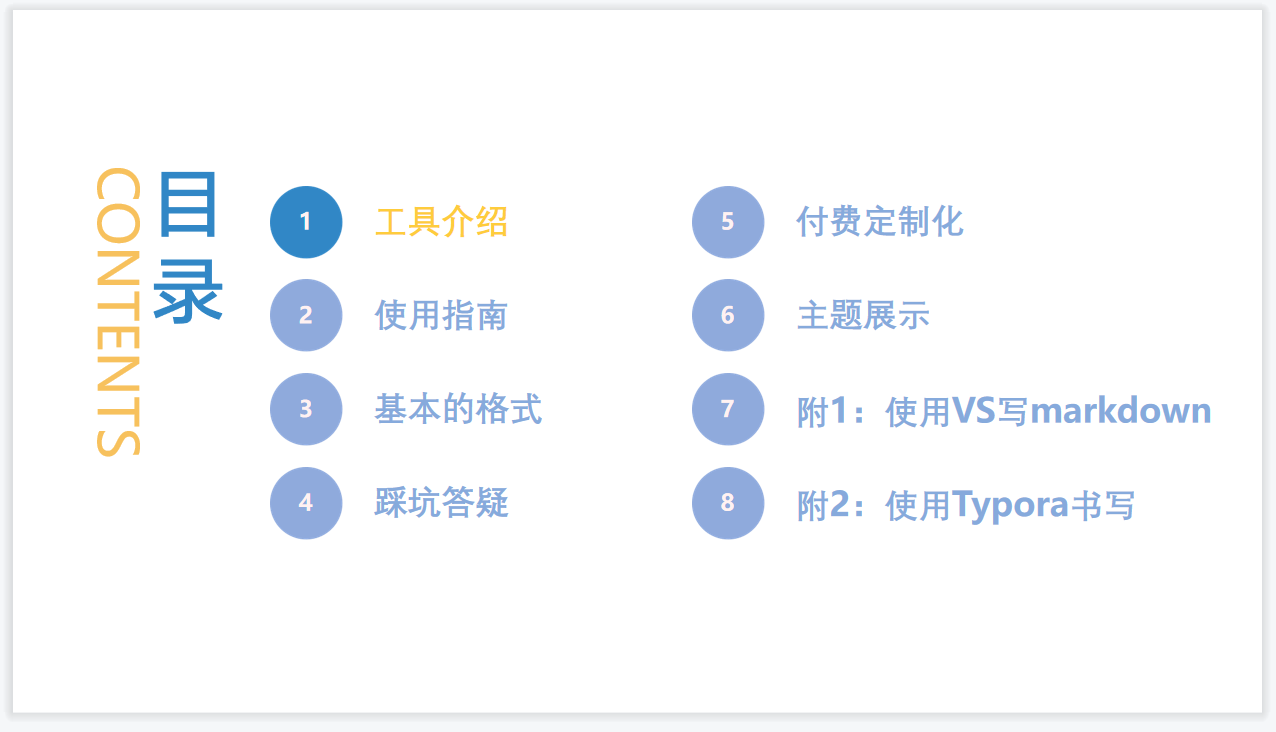 目录
CONTENTS
1 工具介绍
2 使用指南
3 基本的格式
4 踩坑答疑
5 付费定制化
6 主题展示
7 附1：使用VS写markdown
8 附2：使用Typora书写